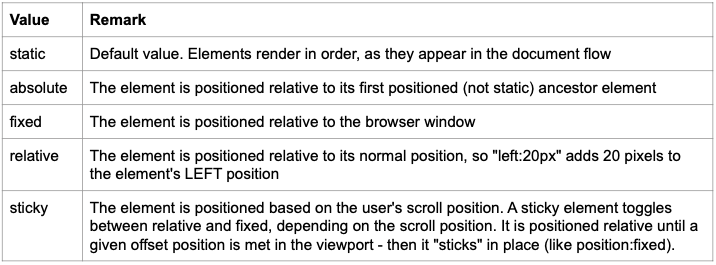 Value Remark
static Default value. Elements render in order, as they appear in the document flow
absolute The element is positioned relative to its first positioned (not static) ancestor element
fixed The element is positioned relative to the browser window
relative The element is positioned relative to its normal position, so "left:20px" adds 20 pixels to
the element's LEFT position
sticky The element is positioned based on the user's scroll position. A sticky element toggles
between relative and fixed, depending on the scroll position. It is positioned relative until a
given offset position is met in the viewport - then it "sticks" in place (like position:fixed).